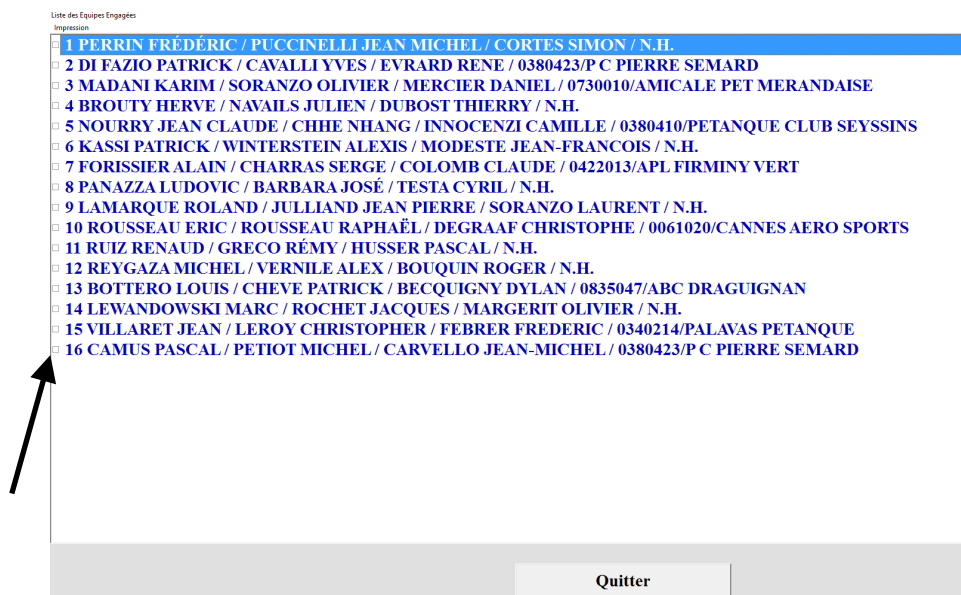 Liste des Equipes Engagées
Impression
1 PERRIN FRÉDÉRIC / PUCCINELLI JEAN MICHEL / CORTES SIMON / N.H.
2 DI FAZIO PATRICK / CAVALLI YVES / EVRARD RENE / 0380423/P C PIERRE SEMARD
3 MADANI KARIM / SORANZO OLIVIER / MERCIER DANIEL / 0730010/AMICALE PET MERANDAISE
4 BROUTY HERVE / NAVAILS JULIEN / DUBOST THIERRY / N.H.
5 NOURRY JEAN CLAUDE / CHHE NHANG / INNOCENZI CAMILLE / 0380410/PETANQUE CLUB SEYSSINS
6 KASSI PATRICK / WINTERSTEIN ALEXIS / MODESTE JEAN-FRANCOIS / N.H.
7 FORISSIER ALAIN / CHARRAS SERGE / COLOMB CLAUDE / 0422013/APL FIRMINY VERT
8 PANAZZA LUDOVIC / BARBARA JOSÉ / TESTA CYRIL / N.H.
9 LAMARQUE ROLAND / JULLIAND JEAN PIERRE / SORANZO LAURENT / N.H.
10 ROUSSEAU ERIC / ROUSSEAU RAPHAËL / DEGRAAF CHRISTOPHE / 0061020/CANNES AERO SPORTS
11 RUIZ RENAUD / GRECO RÉMY / HUSSER PASCAL / N.H.
12 REYGAZA MICHEL / VERNILE ALEX / BOUQUIN ROGER / N.H.
13 BOTTERO LOUIS / CHEVE PATRICK / BECQUIGNY DYLAN / 0835047/ABC DRAGUIGNAN
14 LEWANDOWSKI MARC / ROCHET JACQUES / MARGERIT OLIVIER / N.H.
15 VILLARET JEAN / LEROY CHRISTOPHER / FEBRER FREDERIC / 0340214/PALAVAS PETANQUE
16 CAMUS PASCAL / PETIOT MICHEL / CARVELLO JEAN-MICHEL / 0380423/P C PIERRE SEMARD
Quitter